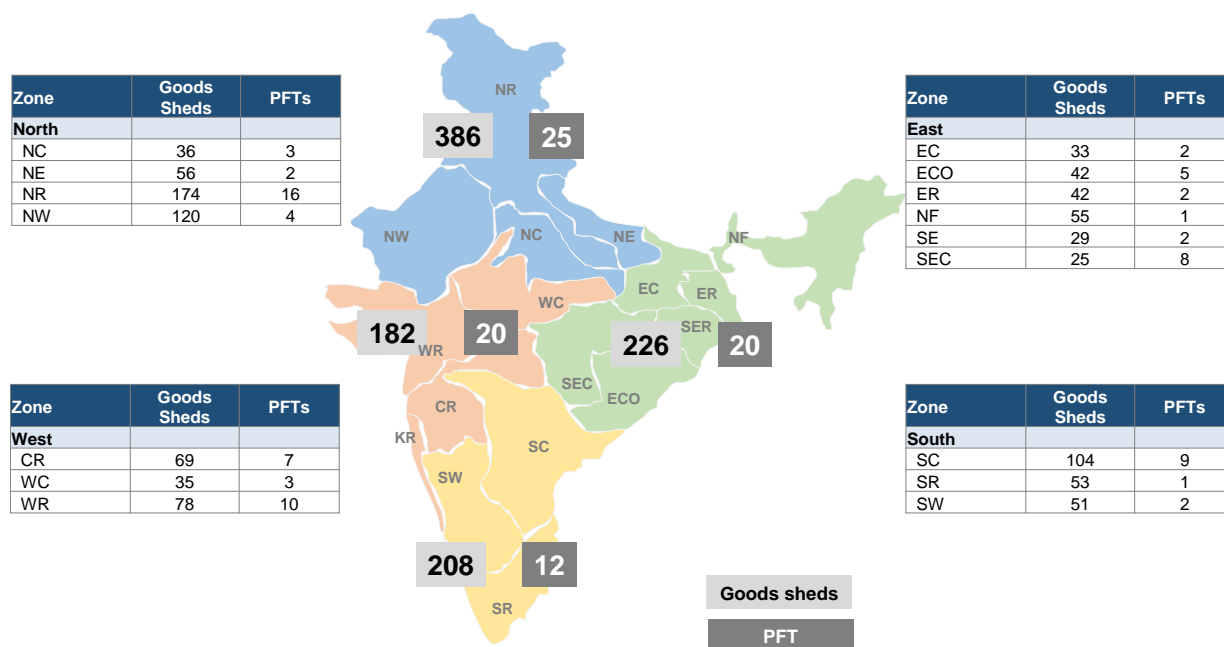 Zone Goods Sheds PFTs
North
NC 36 3
NE 56 2
NR 174 16
NW 120 4
Zone Goods Sheds PFTs
East
EC 33 2
ECO 42 5
ER 42 2
NF 55 1
SE 29 2
SEC 25 8
NR
386 25
NW NC NE NF
EC ER
WC
182 20 226 SER 20
WR
SEC
ECO
CR
KR
SC
SW
208 12
SR
Zone Goods Sheds PFTs
West
CR 69 7
WC 35 3
WR 78 10
Zone Goods Sheds PFTs
South
SC 104 9
SR 53 1
SW 51 2
Goods sheds
PFT